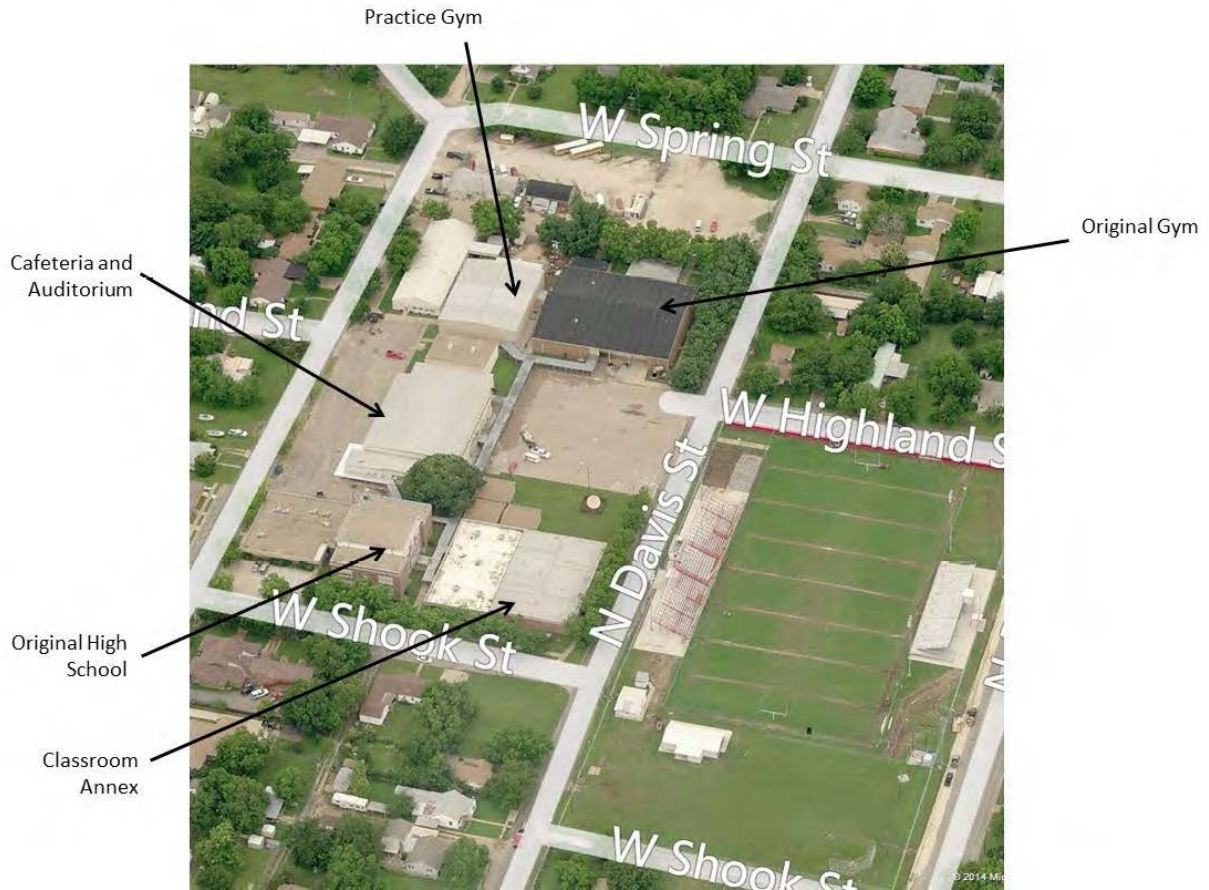 Practice Gym
W Spring St
Original Gym
Cafeteria and
Auditorium
nd St
W Highland S
N Davis St
W Shook St
Original High
School
N
Classroom
Annex
W Shook St
© 2014 Mic